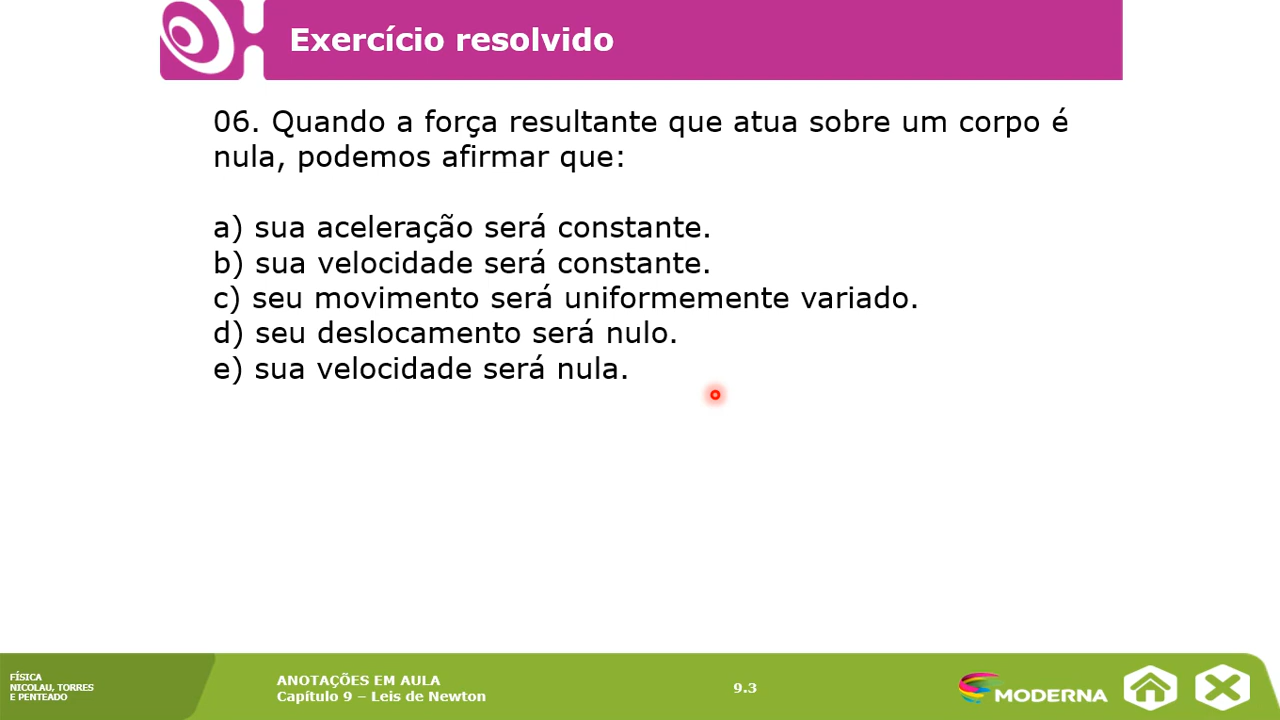 Exercício resolvido
06. Quando a força resultante que atua sobre um corpo é
nula, podemos afirmar que:
a) sua aceleração será constante.
b) sua velocidade será constante.
c) seu movimento será uniformemente variado.
d) seu deslocamento será nulo.
e) sua velocidade será nula.
FÍSICA
NICOLAU, TORRES
E PENTEADO
ANOTAÇÕES EM AULA
Capítulo 9 – Leis de Newton
9.3
MODERNA